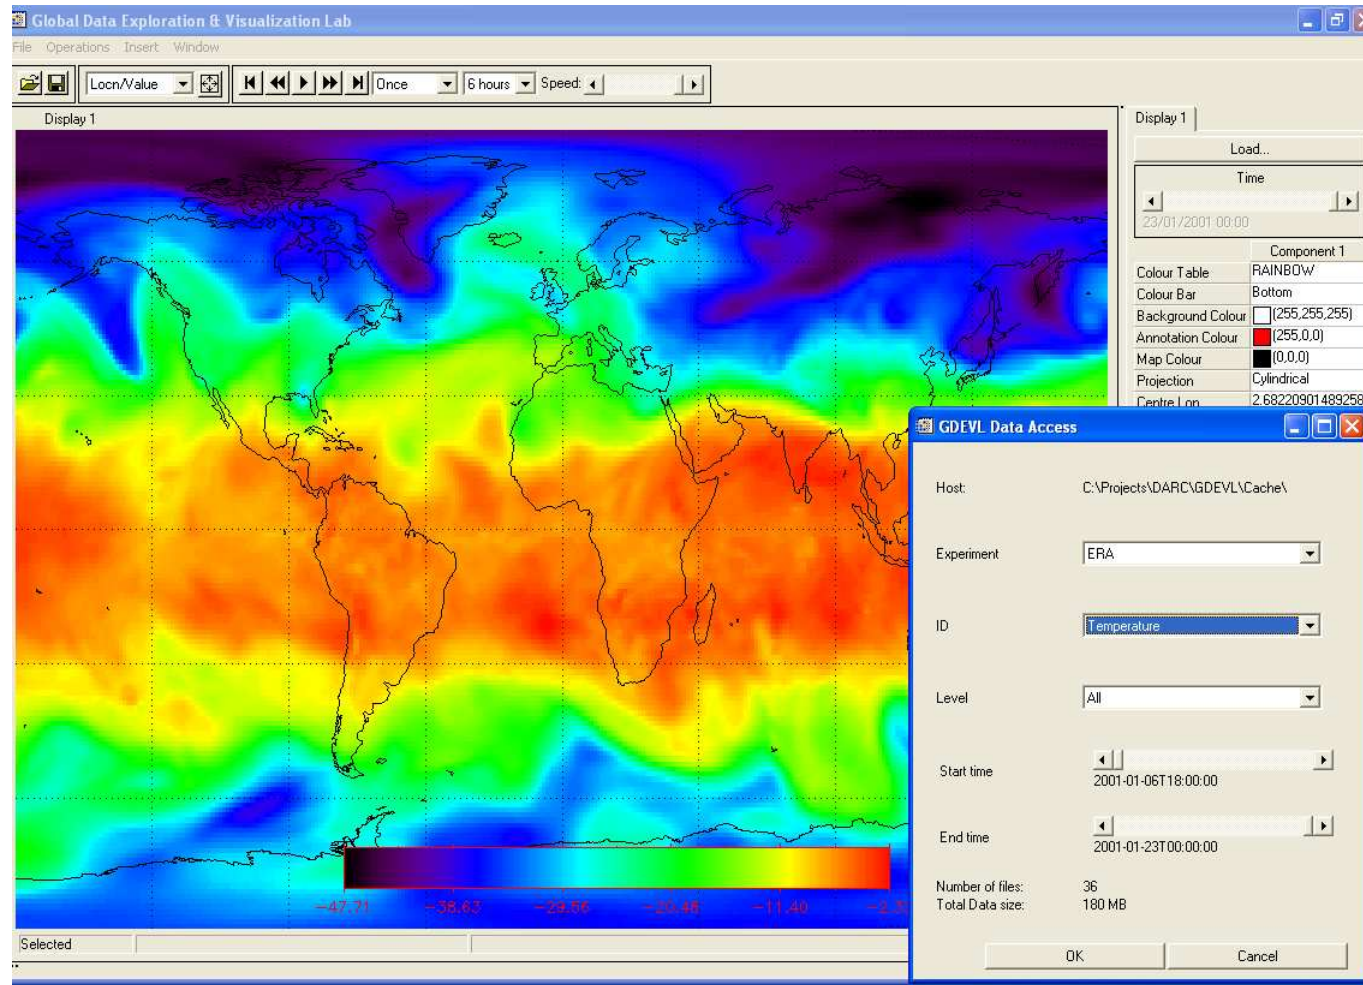 Global Data Exploration & Visualization Lab
File Operations Insert Window
Locn/Value Once 6 hours Speed:
Display 1
Display 1
Load...
Time
23/01/2001 00:00
Component 1
Colour Table RAINBOW
Colour Bar Bottom
Background Colour (255,255,255)
Annotation Colour (255,0,0)
Map Colour (0,0,0)
Projection Cylindrical
Centre Lon 2.68220901489258
GDEVL Data Access
Host: C:\Projects\DARC\GDEVL\Cache\
Experiment ERA
ID Temperature
Level All
Start time
2001-01-06T18:00:00
End time
2001-01-23T00:00:00
Number of files: 36
Total Data size: 180 MB
OK Cancel
-47.71 -38.63 -29.56 -20.48 -11.40
Selected